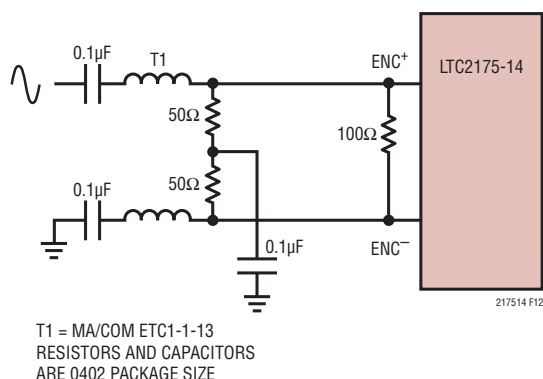 0.1µF
T1
ENC⁺
LTC2175-14
50Ω
100Ω
50Ω
0.1µF
0.1µF
ENC⁻
217514 F12
T1 = MA/COM ETC1-1-13
RESISTORS AND CAPACITORS
ARE 0402 PACKAGE SIZE